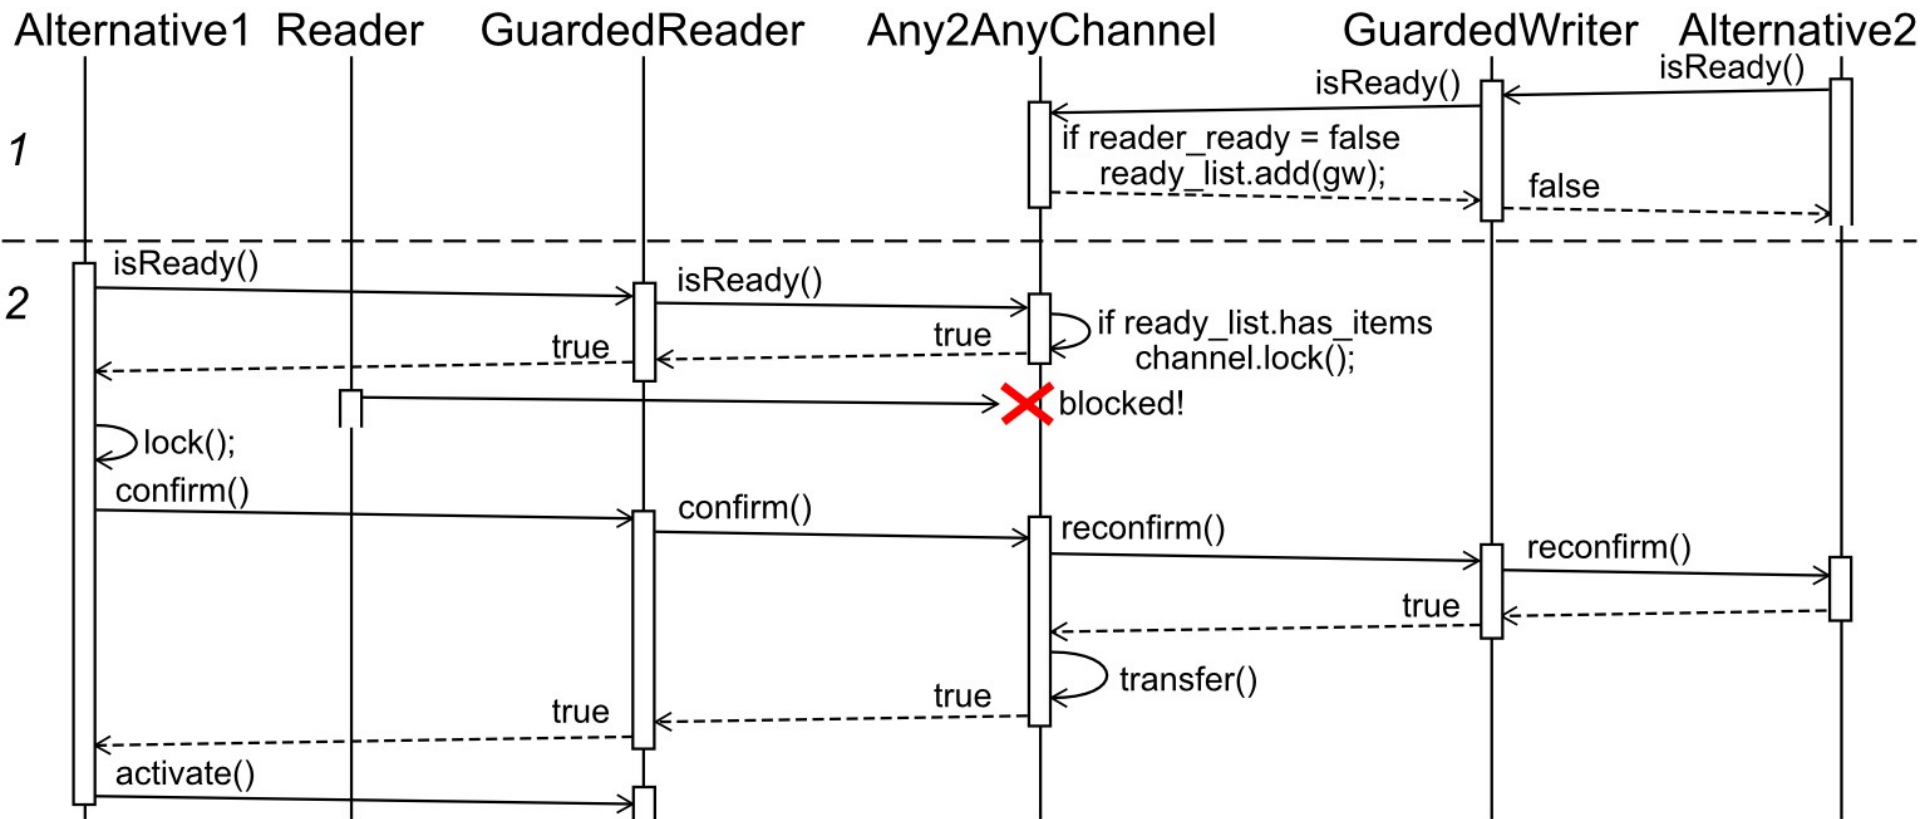 Alternative1 Reader GuardedReader Any2AnyChannel GuardedWriter Alternative2
isReady()
isReady()
1
if reader_ready = false
ready_list.add(gw);
false
2
isReady()
isReady()
if ready_list.has_items
channel.lock();
true
true
blocked!
lock();
confirm()
confirm()
reconfirm()
reconfirm()
true
transfer()
true
true
activate()